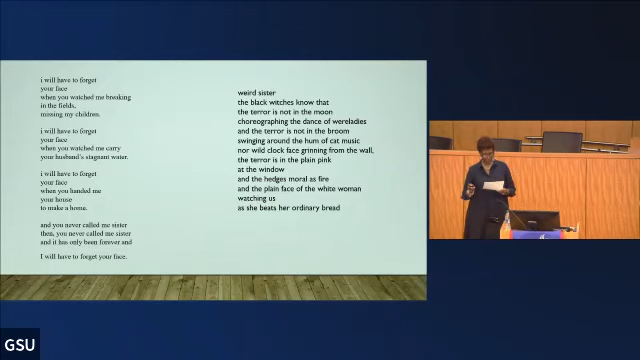 i will have to forget
your face
when you watched me breaking
in the fields,
missing my children.
i will have to forget
your face
when you watched me carry
your husband's stagnant water.
i will have to forget
your face
when you handed me
your house
to make a home.
and you never called me sister
then, you never called me sister
and it has only been forever and
I will have to forget your face.
weird sister
the black witches know that
the terror is not in the moon
choreographing the dance of wereladies
and the terror is not in the broom
swinging around the hum of cat music
nor wild clock face grinning from the wall,
the terror is in the plain pink
at the window
and the hedges moral as fire
and the plain face of the white woman
watching us
as she beats her ordinary bread
GSU